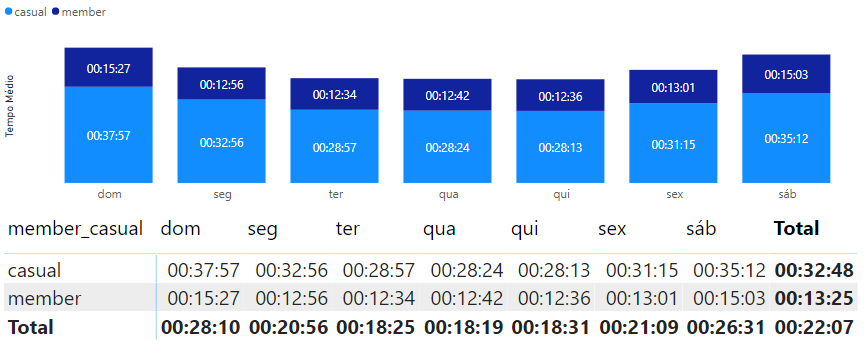 casual member
Tempo Médio
00:15:27 00:12:56 00:12:34 00:12:42 00:12:36 00:13:01 00:15:03
00:37:57 00:32:56 00:28:57 00:28:24 00:28:13 00:31:15 00:35:12
dom seg ter qua qui sex sáb
member_casual dom seg ter qua qui sex sáb Total
casual 00:37:57 00:32:56 00:28:57 00:28:24 00:28:13 00:31:15 00:35:12 00:32:48
member 00:15:27 00:12:56 00:12:34 00:12:42 00:12:36 00:13:01 00:15:03 00:13:25
Total 00:28:10 00:20:56 00:18:25 00:18:19 00:18:31 00:21:09 00:26:31 00:22:07